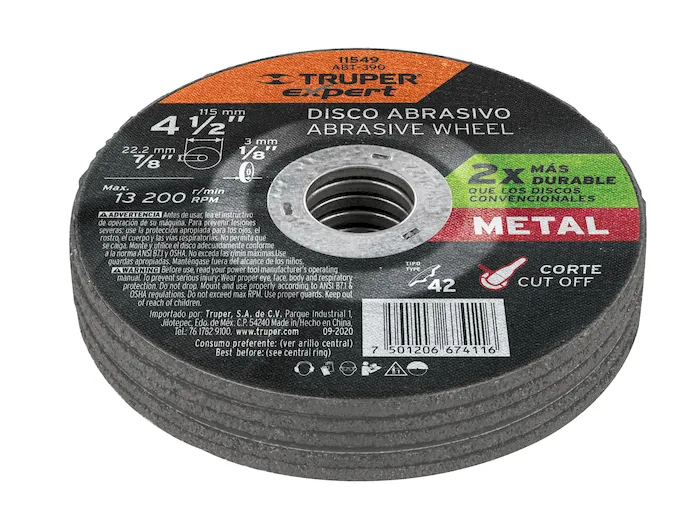 11549
ABT-390
TRUPER
expert
DISCO ABRASIVO
ABRASIVE WHEEL
115 mm
4 1/2"
22.2 mm
7/8"
3 mm
1/8"
Max. 13 200 r/min
RPM
2x MÁS
DURABLE
QUE LOS DISCOS
CONVENCIONALES
METAL
CORTE
CUT OFF
TIPO
TYPE 42
ADVERTENCIA Antes de usar, lea el instructivo
de operación de su máquina. Para prevenir lesiones
severas: use la protección apropiada para los ojos, el
rostro, el cuerpo y las vías respiratorias. No permita que
se caiga. Monte y utilice el disco adecuadamente conforme
a la norma ANSI B7.1 & OSHA. No exceda las r/min máximas. Use
guardas apropiadas. Manténgase fuera del alcance de los niños.
WARNING Before use, read your power tool manufacturer's operating
manual. To prevent serious injury: Wear proper eye, face, body and respiratory
protection. Do not drop. Mount and use properly according to ANSI B7.1 &
OSHA regulations. Do not exceed max RPM. Use proper guards. Keep out
of reach of children.
Importado por: Truper, S.A. de C.V. Parque Industrial 1,
Jilotepec, Edo. de Méx. C.P. 54240 Made in/Hecho en China,
Tel.: 76 1782 9100. www.truper.com 09-2020
Consumo preferente: (ver arillo central)
Best before: (see central ring)
7 501206 674116